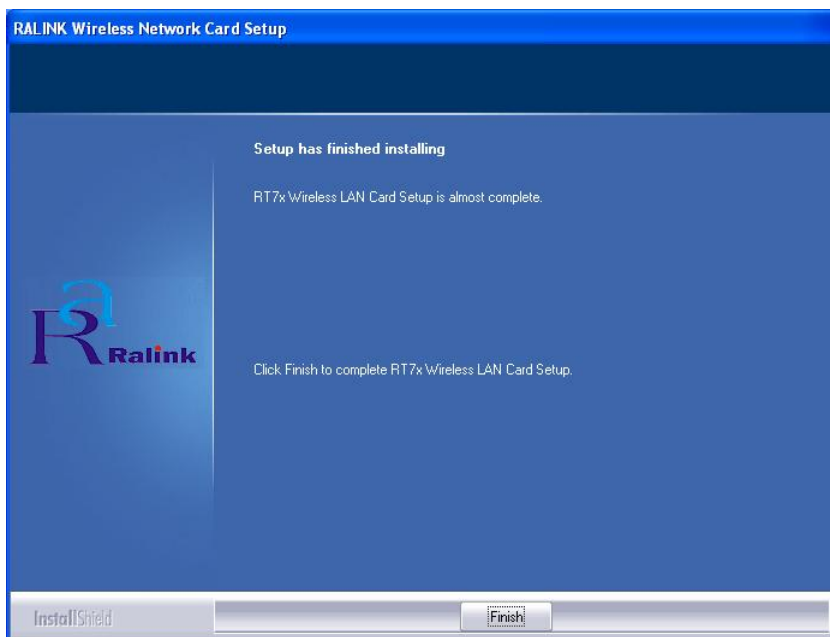 RALINK Wireless Network Card Setup
Setup has finished installing
RT7x Wireless LAN Card Setup is almost complete.
Ra
Ralink
Click Finish to complete RT7x Wireless LAN Card Setup.
InstallShield
Finish